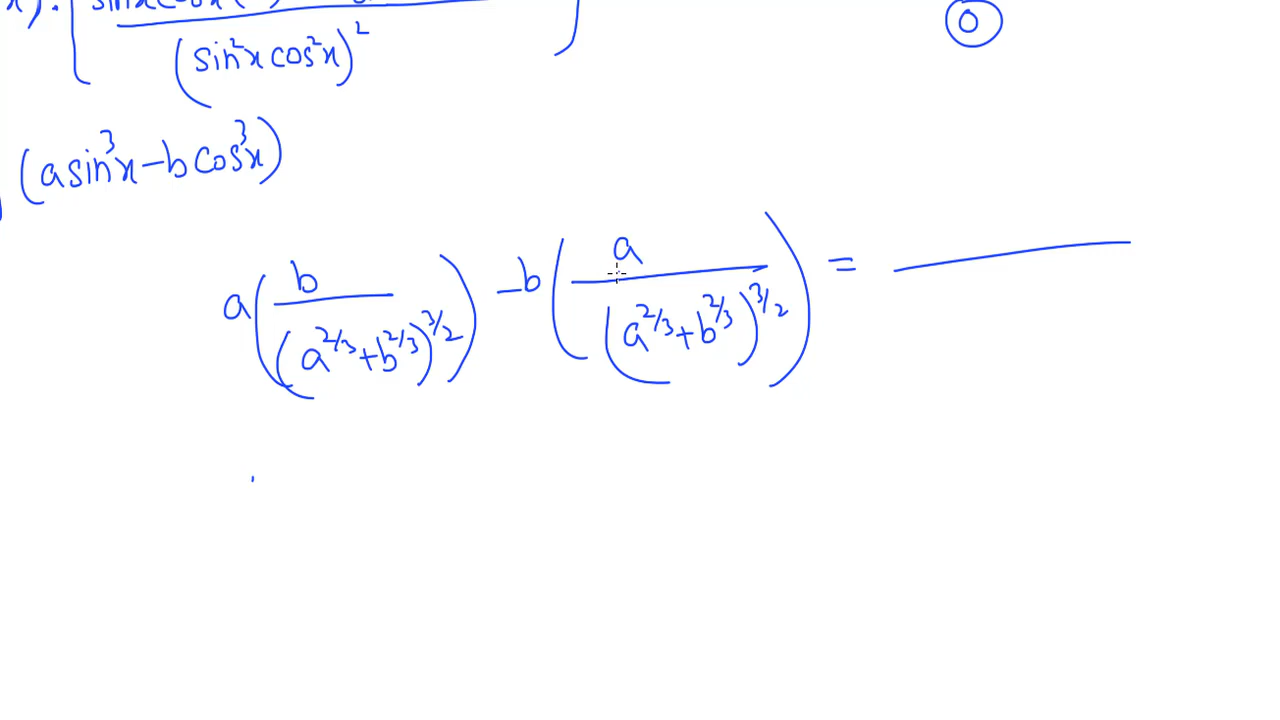 0
(sin²x cos²x)²
(a sin³x - b cos³x)
a(b/(a^{2/3}+b^{2/3})^{3/2}) - b(a/(a^{2/3}+b^{2/3})^{3/2}) =